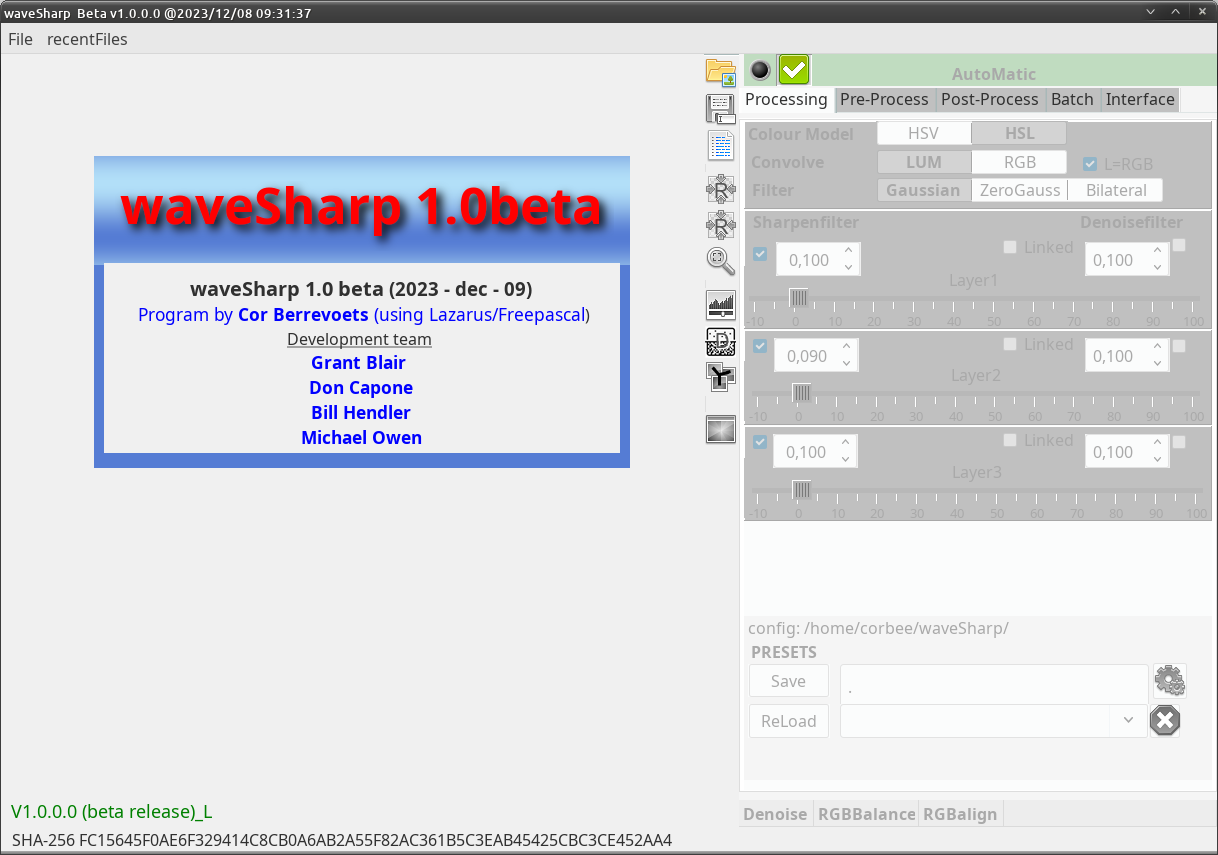 waveSharp Beta v1.0.0.0 @2023/12/08 09:31:37
File recentFiles
AutoMatic
Processing Pre-Process Post-Process Batch Interface
Colour Model HSV HSL
Convolve LUM RGB L=RGB
Filter Gaussian ZeroGauss Bilateral
Sharpenfilter Denoisefilter
0,100 Linked 0,100
Layer1
-10 0 10 20 30 40 50 60 70 80 90 100
0,090 Linked 0,100
Layer2
-10 0 10 20 30 40 50 60 70 80 90 100
0,100 Linked 0,100
Layer3
-10 0 10 20 30 40 50 60 70 80 90 100
config: /home/corbee/waveSharp/
PRESETS
Save .
ReLoad
Denoise RGBBalance RGBalign
waveSharp 1.0beta
waveSharp 1.0 beta (2023 - dec - 09)
Program by Cor Berrevoets (using Lazarus/Freepascal)
Development team
Grant Blair
Don Capone
Bill Hendler
Michael Owen
V1.0.0.0 (beta release)_L
SHA-256 FC15645F0AE6F329414C8CB0A6AB2A55F82AC361B5C3EAB45425CBC3CE452AA4
R
R
D